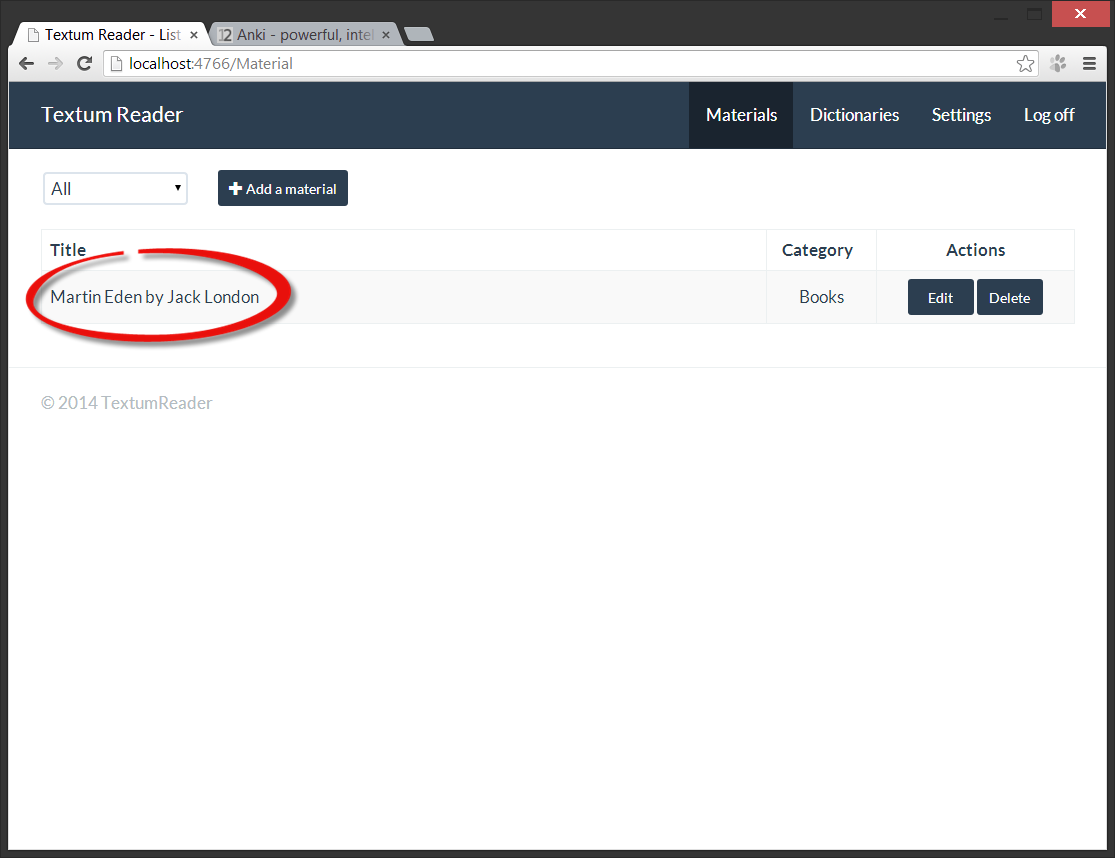 Textum Reader - List
12 Anki - powerful, intel
localhost:4766/Material
Textum Reader
Materials
Dictionaries
Settings
Log off
All
Add a material
Title
Category
Actions
Martin Eden by Jack London
Books
Edit
Delete
© 2014 TextumReader